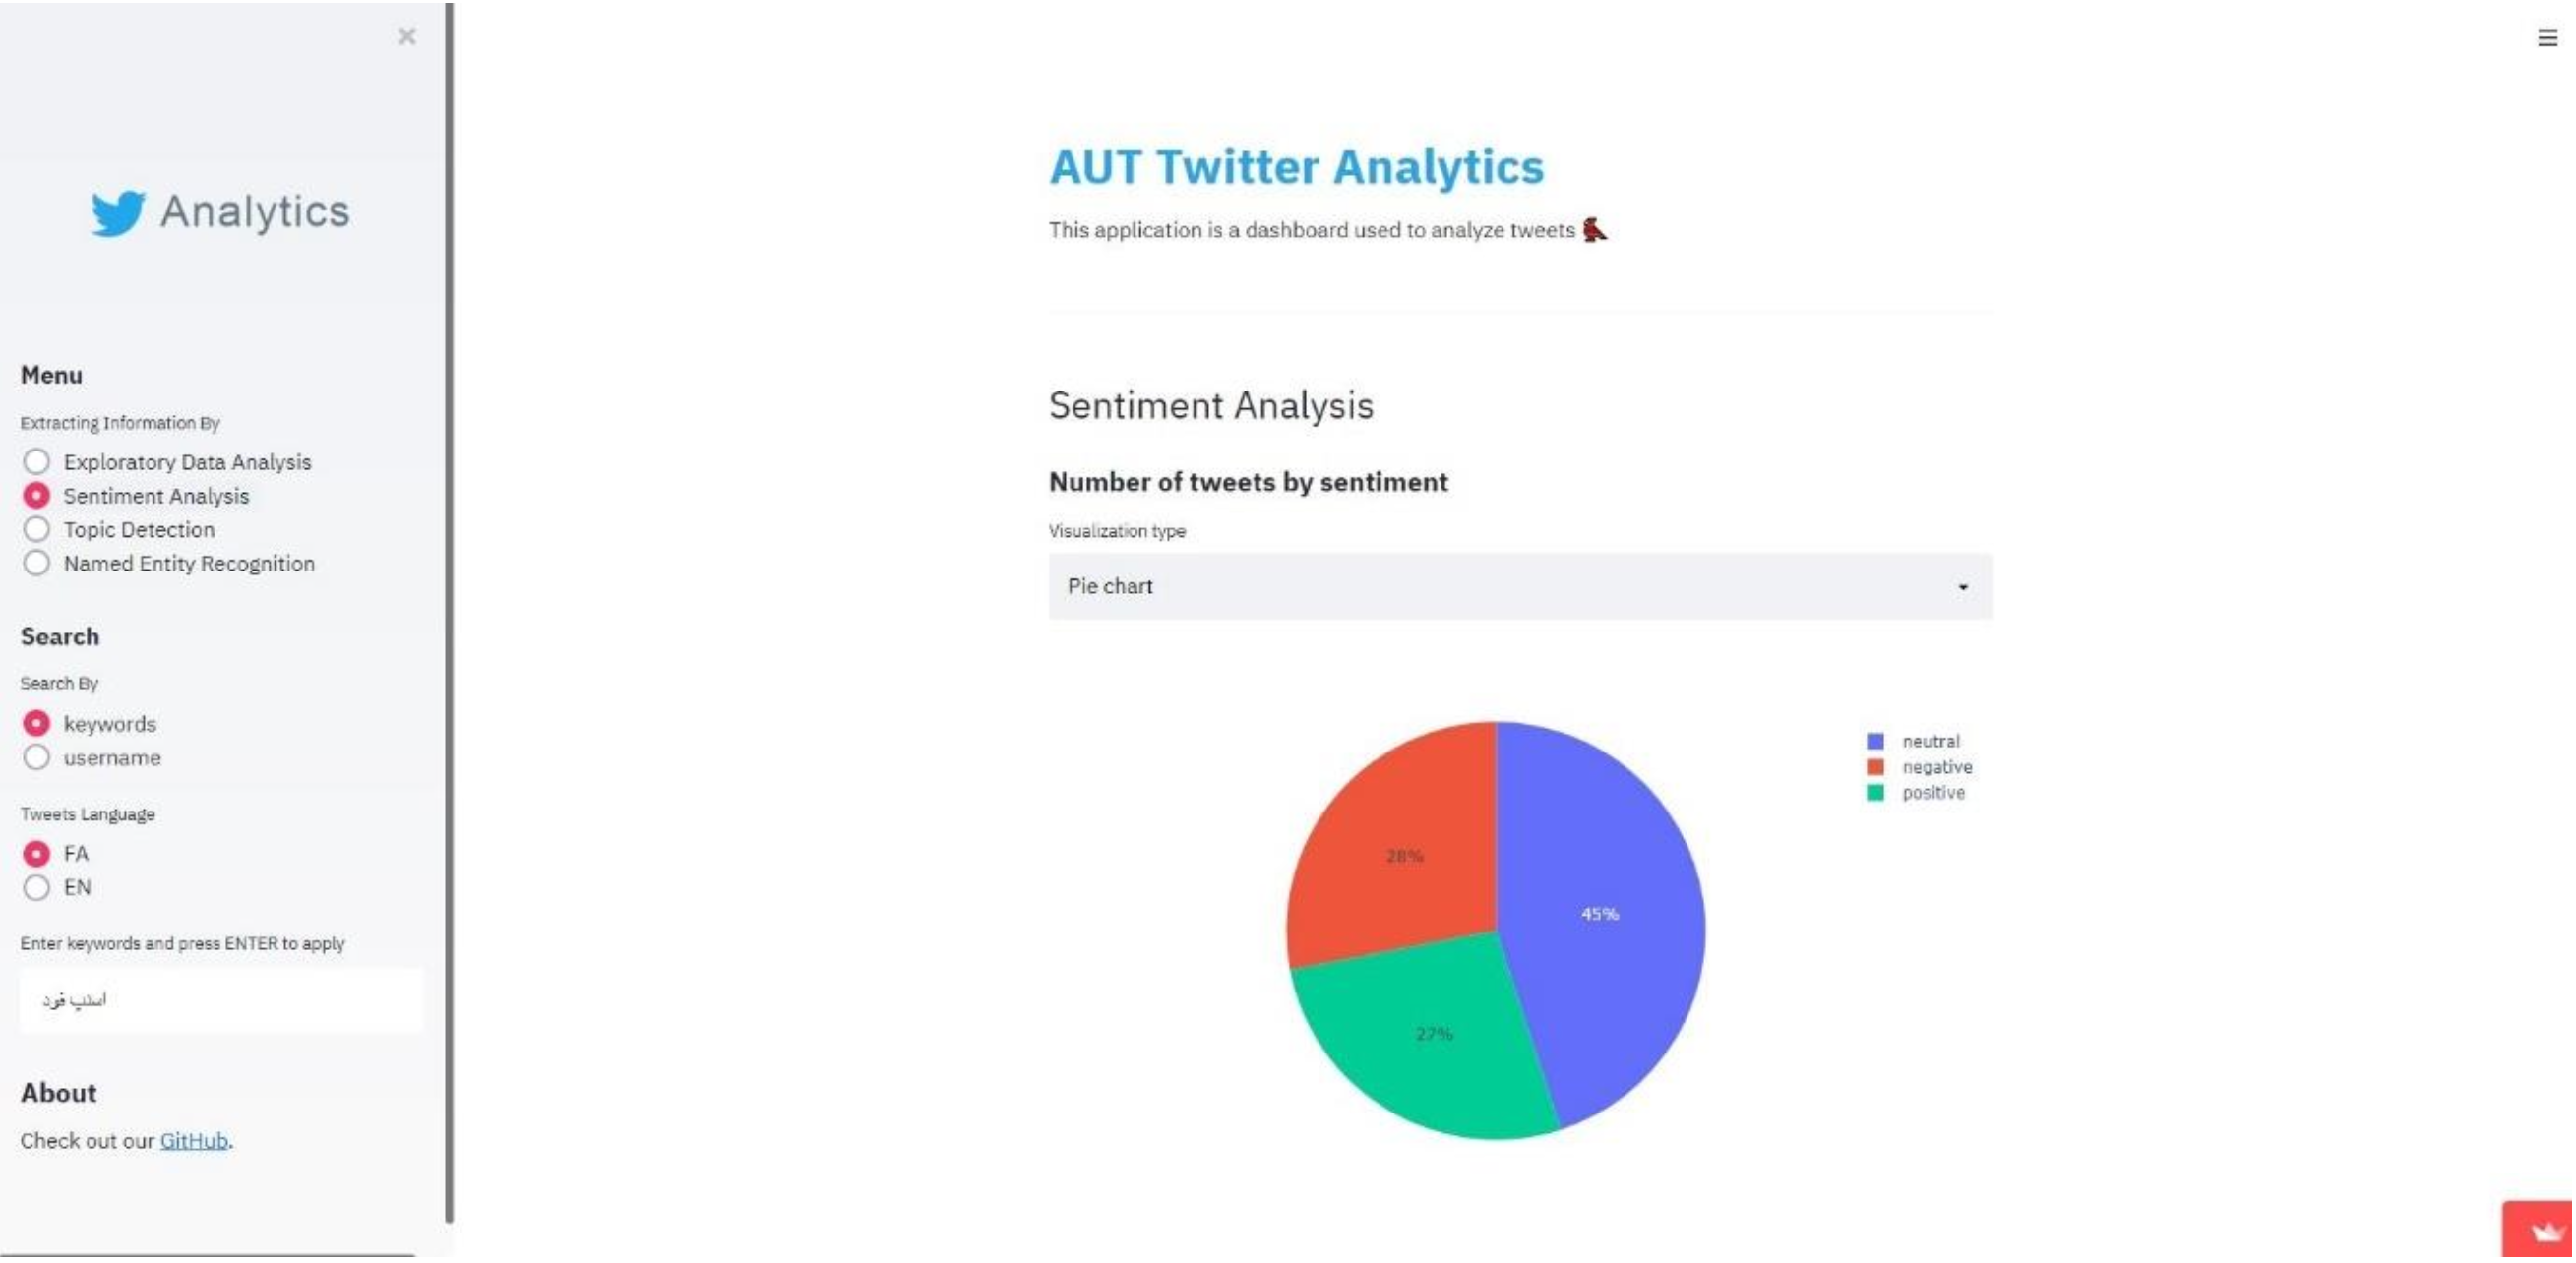 Analytics
Menu
Extracting Information By
Exploratory Data Analysis
Sentiment Analysis
Topic Detection
Named Entity Recognition
Search
Search By
keywords
username
Tweets Language
FA
EN
Enter keywords and press ENTER to apply
اسنپ فود
About
Check out our GitHub.
AUT Twitter Analytics
This application is a dashboard used to analyze tweets
Sentiment Analysis
Number of tweets by sentiment
Visualization type
Pie chart
neutral
negative
positive
28%
45%
27%